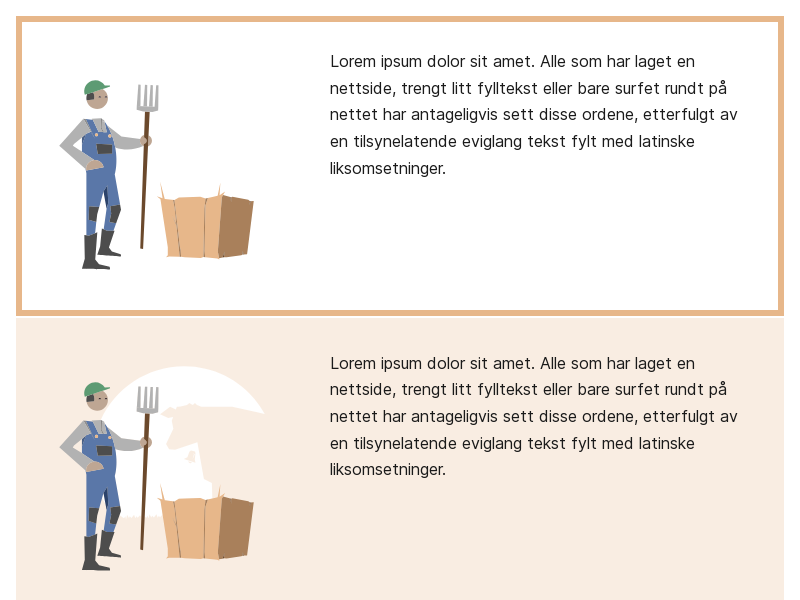 Lorem ipsum dolor sit amet. Alle som har laget en
nettside, trengt litt fylltekst eller bare surfet rundt på
nettet har antageligvis sett disse ordene, etterfulgt av
en tilsynelatende eviglang tekst fylt med latinske
liksomsetninger.
Lorem ipsum dolor sit amet. Alle som har laget en
nettside, trengt litt fylltekst eller bare surfet rundt på
nettet har antageligvis sett disse ordene, etterfulgt av
en tilsynelatende eviglang tekst fylt med latinske
liksomsetninger.